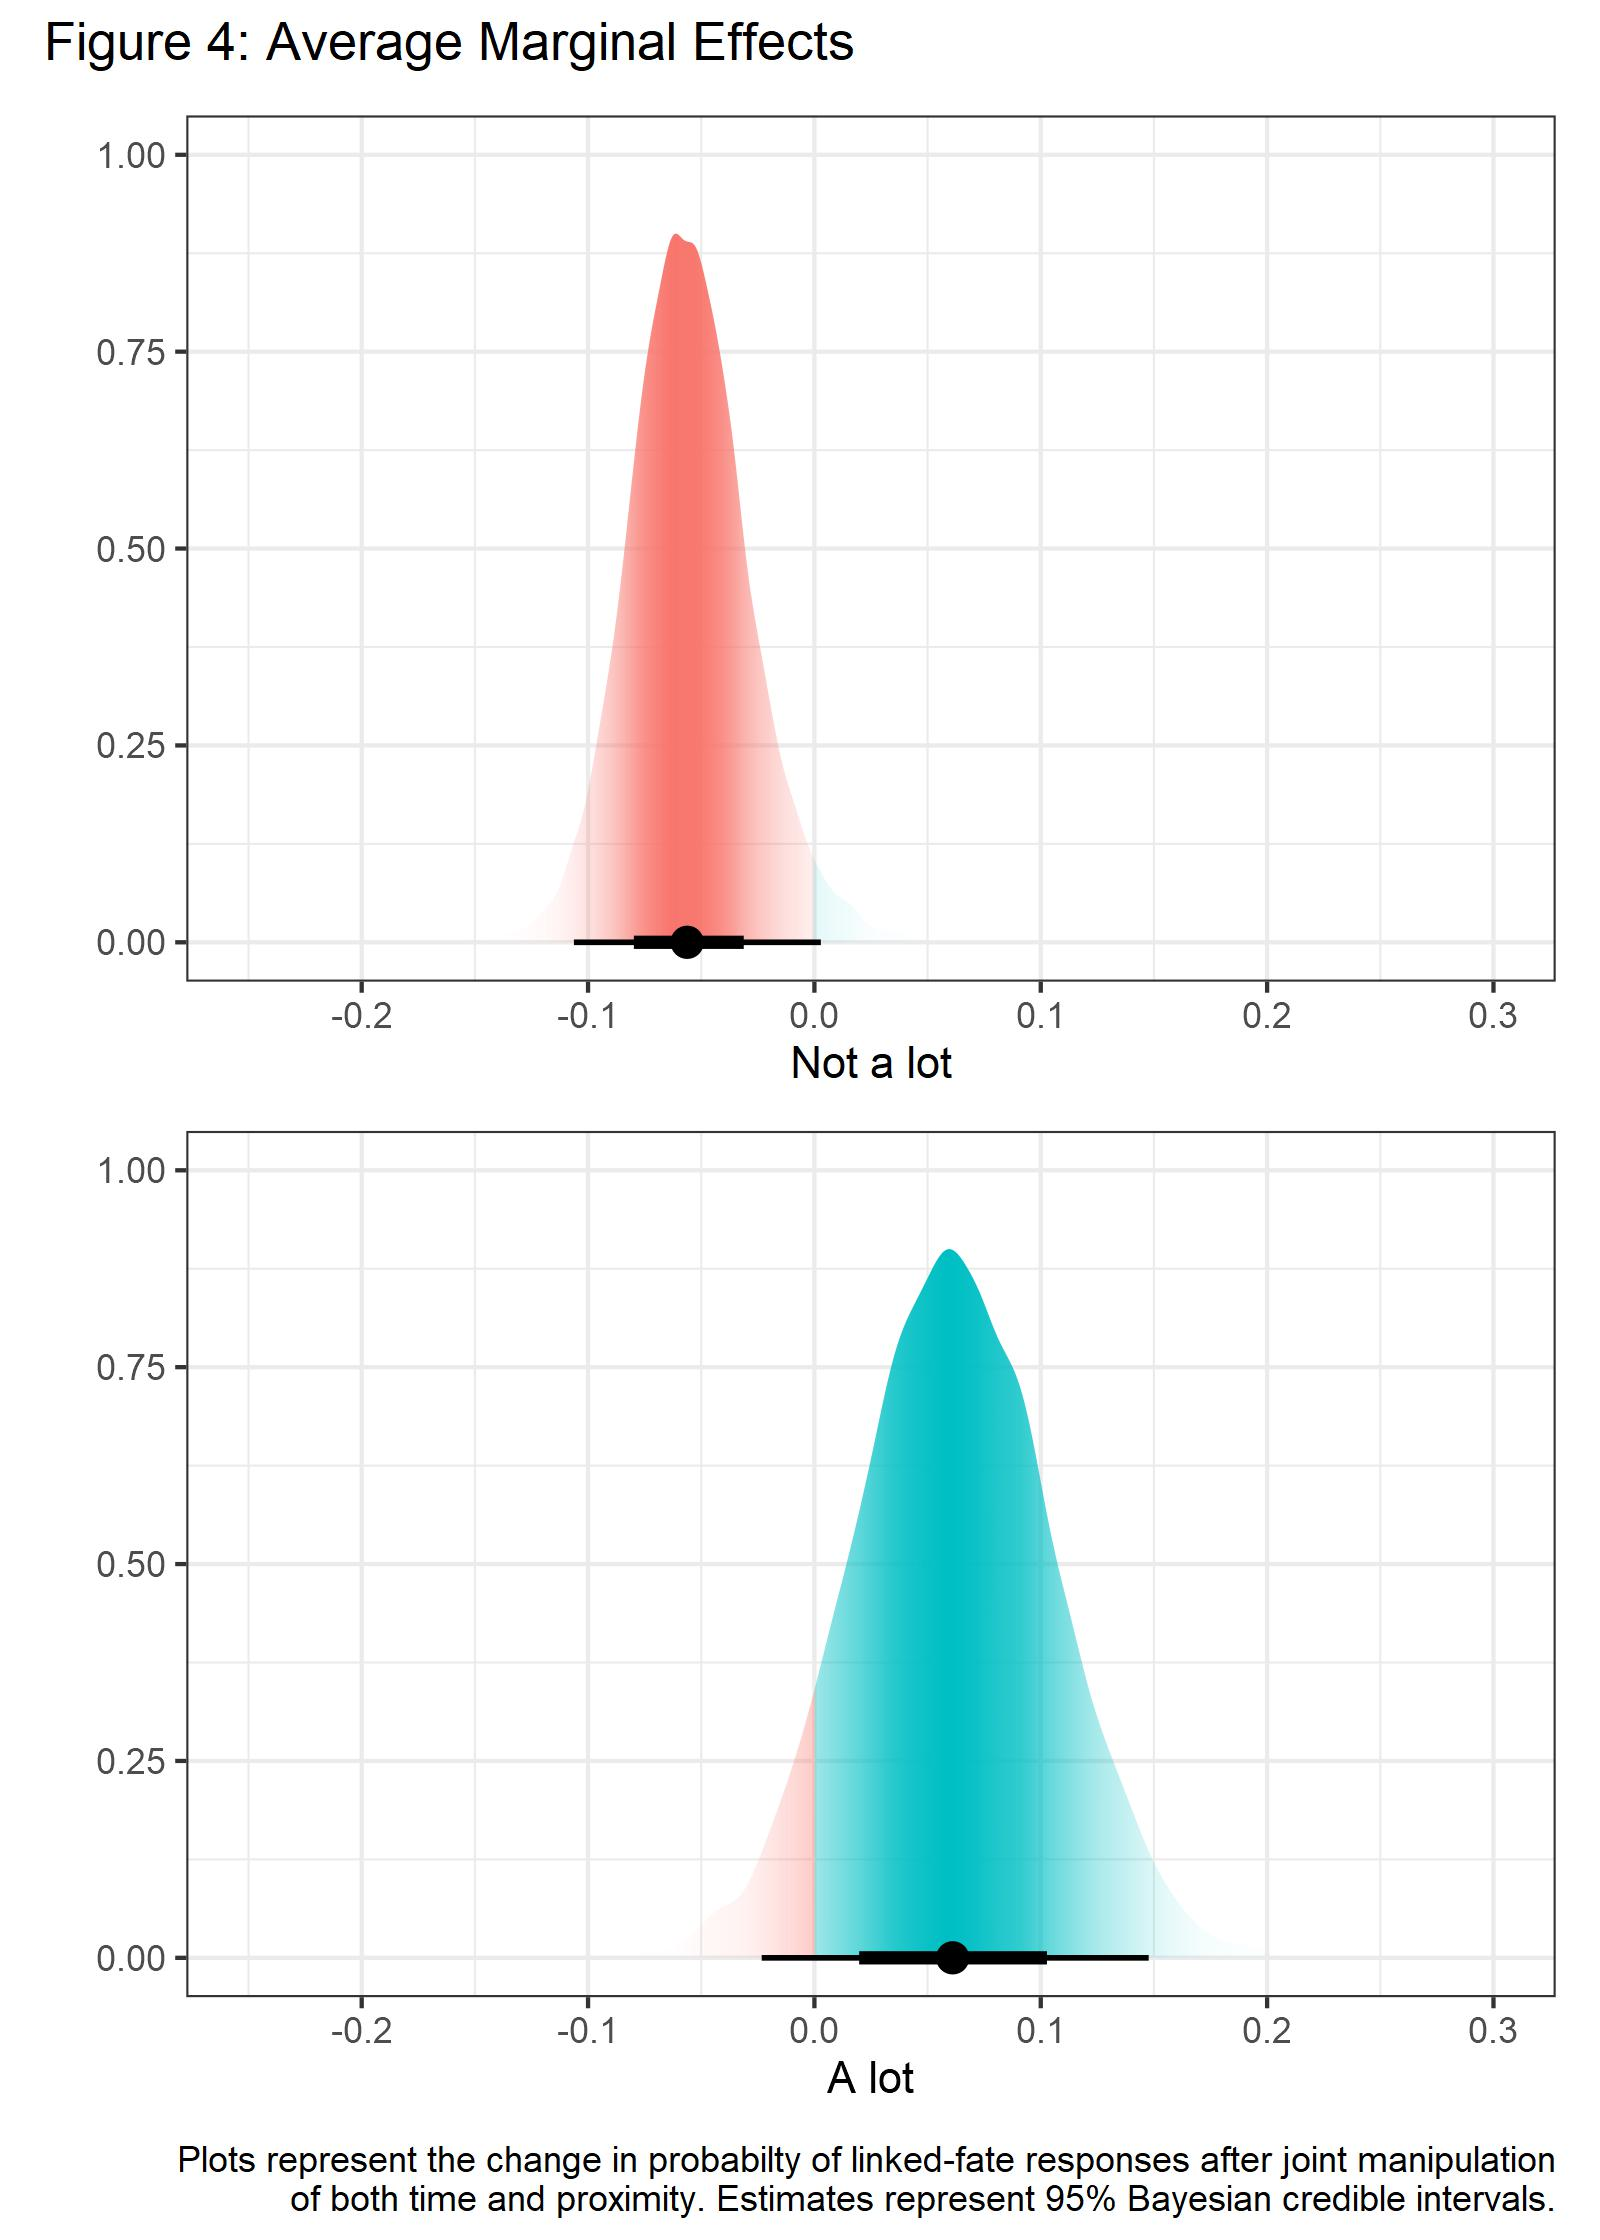 Figure 4: Average Marginal Effects
1.00
0.75
0.50
0.25
0.00
-0.2 -0.1 0.0 0.1 0.2 0.3
Not a lot
1.00
0.75
0.50
0.25
0.00
-0.2 -0.1 0.0 0.1 0.2 0.3
A lot
Plots represent the change in probabilty of linked-fate responses after joint manipulation
of both time and proximity. Estimates represent 95% Bayesian credible intervals.